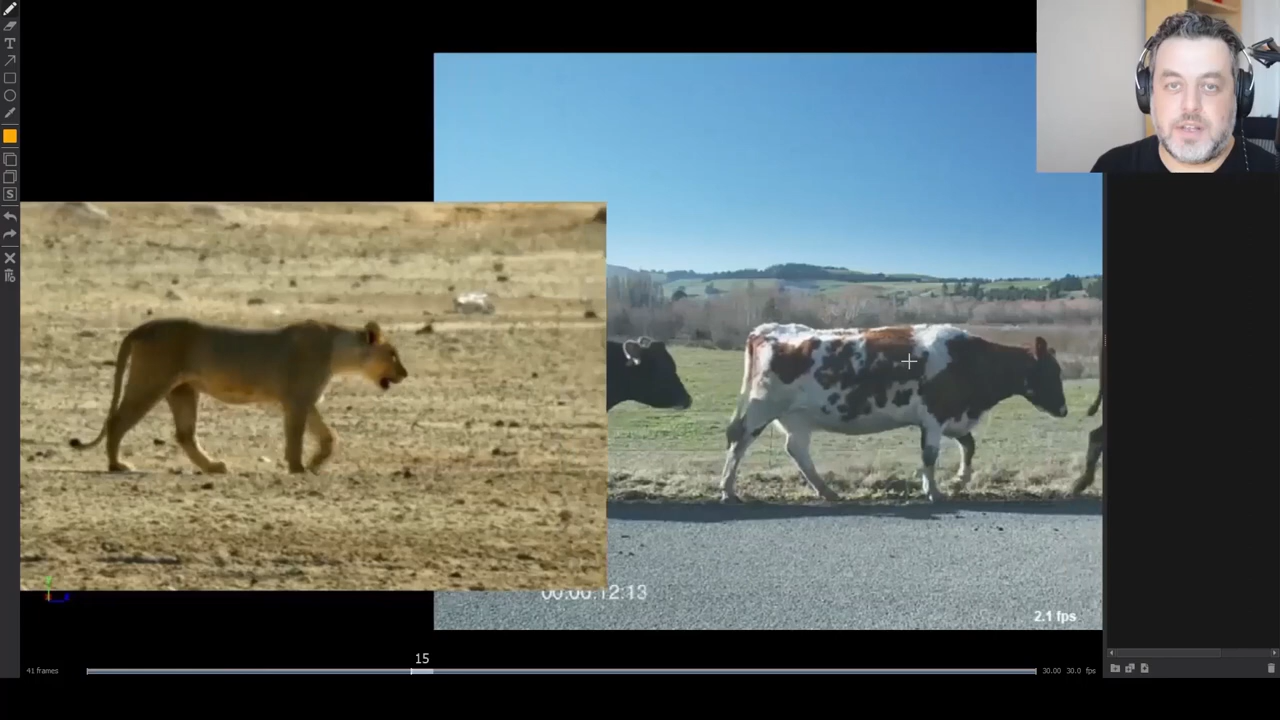 T
S
00:00:12:13
2.1 fps
15
41 frames
30.00 30.0 fps